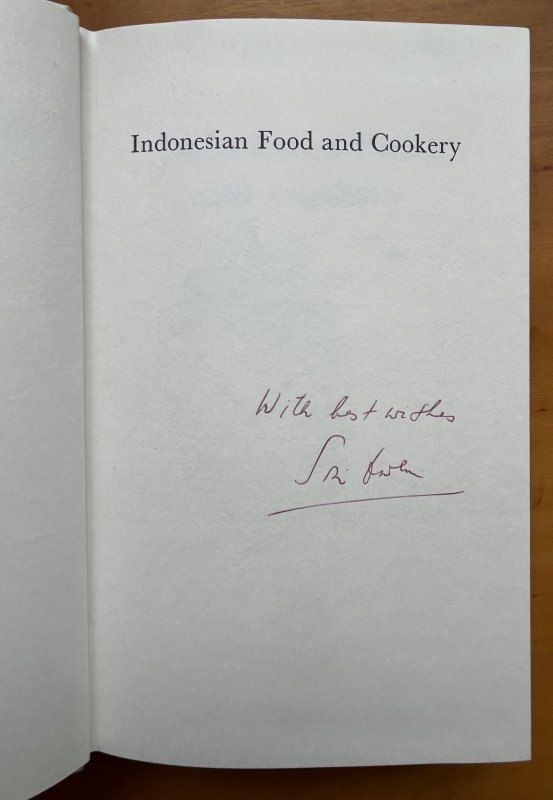 Indonesian Food and Cookery
With best wishes
Sri Owen